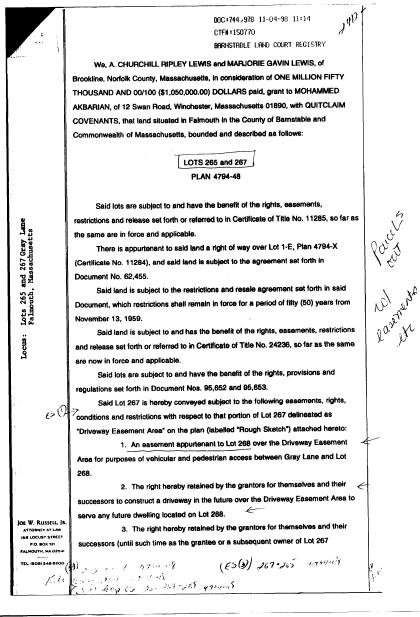 DOC:744,978 11-04-98 11:14
CTF#:150770
BARNSTABLE LAND COURT REGISTRY
We, A. CHURCHILL RIPLEY LEWIS and MARJORIE GAVIN LEWIS, of
Brookline, Norfolk County, Massachusetts, in consideration of ONE MILLION FIFTY
THOUSAND AND 00/100 ($1,050,000.00) DOLLARS paid, grant to MOHAMMED
AKBARIAN, of 12 Swan Road, Winchester, Massachusetts 01890, with QUITCLAIM
COVENANTS, that land situated in Falmouth in the County of Barnstable and
Commonwealth of Massachusetts, bounded and described as follows:
LOTS 265 and 267
PLAN 4794-48
Said lots are subject to and have the benefit of the rights, easements,
restrictions and release set forth or referred to in Certificate of Title No. 11285, so far as
the same are in force and applicable.
There is appurtenant to said land a right of way over Lot 1-E, Plan 4794-X
(Certificate No. 11284), and said land is subject to the agreement set forth in
Document No. 62,455.
Said land is subject to the restrictions and resale agreement set forth in said
Document, which restrictions shall remain in force for a period of fifty (50) years from
November 13, 1959.
Said land is subject to and has the benefit of the rights, easements, restrictions
and release set forth or referred to in Certificate of Title No. 24236, so far as the same
are now in force and applicable.
Said lots are subject to and have the benefit of the rights, provisions and
regulations set forth in Document Nos. 95,652 and 95,653.
Said Lot 267 is hereby conveyed subject to the following easements, rights,
conditions and restrictions with respect to that portion of Lot 267 delineated as
"Driveway Easement Area" on the plan (labelled "Rough Sketch") attached hereto:
1. An easement appurtenant to Lot 268 over the Driveway Easement
Area for purposes of vehicular and pedestrian access between Gray Lane and Lot
268.
2. The right hereby retained by the grantors for themselves and their
successors to construct a driveway in the future over the Driveway Easement Area to
serve any future dwelling located on Lot 268.
3. The right hereby retained by the grantors for themselves and their
successors (until such time as the grantee or a subsequent owner of Lot 267
Locus: Lots 265 and 267 Gray Lane
Falmouth, Massachusetts
JOE W. RUSSELL, JR.
ATTORNEY AT LAW
168 LOCUST STREET
P.O. BOX 321
FALMOUTH, MA 02541
TEL. (508) 548-8800
Parcels
out
w/
easements
etc
267-265